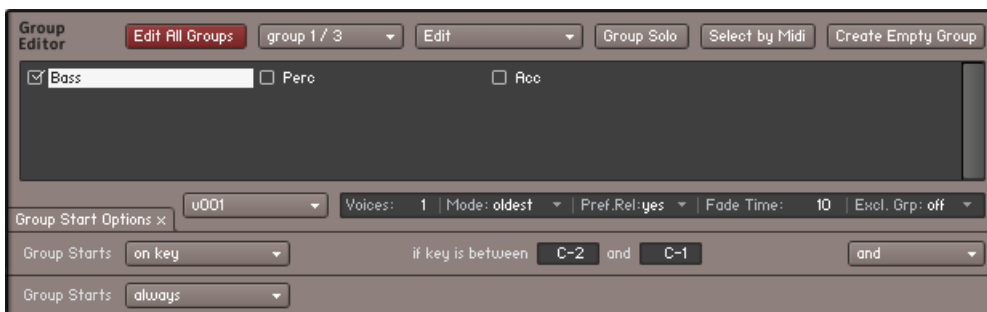 Group Editor Edit All Groups group 1 / 3 Edit Group Solo Select by Midi Create Empty Group
Bass Perc Acc
v001 Voices: 1 Mode: oldest Pref.Rel:yes Fade Time: 10 Excl. Grp: off
Group Start Options ×
Group Starts on key if key is between C-2 and C-1 and
Group Starts always